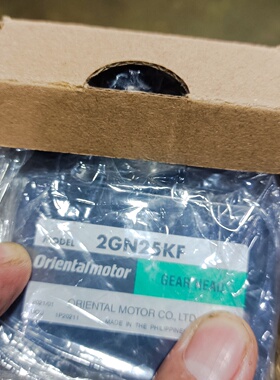 MODEL 2GN25KF
Orientalmotor
GEAR HEAD
ORIENTAL MOTOR CO., LTD.
MADE IN THE PHILIPPINES